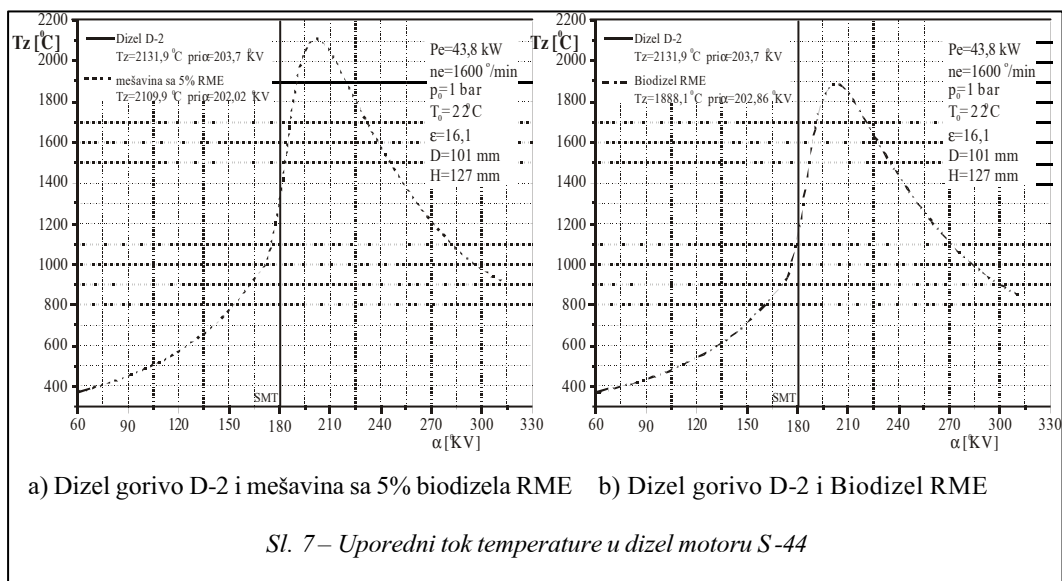 2200
Tz [°C]
2000
1800
1600
1400
1200
1000
800
600
400
Dizel D-2
Tz=2131,9 °C priα=203,7 °KV
mešavina sa 5% RME
Tz=2109,9 °C priα=202,02 °KV
Pe=43,8 kW
ne=1600 °/min
p₀=1 bar
T₀=22°C
ε=16,1
D=101 mm
H=127 mm
SMT
60 90 120 150 180 210 240 270 300 330
α [°KV]
2200
Tz [°C]
2000
1800
1600
1400
1200
1000
800
600
400
Dizel D-2
Tz=2131,9 °C priα=203,7 °KV
Biodizel RME
Tz=1888,1°C priα=202,86 °KV
Pe=43,8 kW
ne=1600 °/min
p₀=1 bar
T₀=22°C
ε=16,1
D=101 mm
H=127 mm
SMT
60 90 120 150 180 210 240 270 300 330
α [°KV]
a) Dizel gorivo D-2 i mešavina sa 5% biodizela RME
b) Dizel gorivo D-2 i Biodizel RME
Sl. 7 – Uporedni tok temperature u dizel motoru S-44